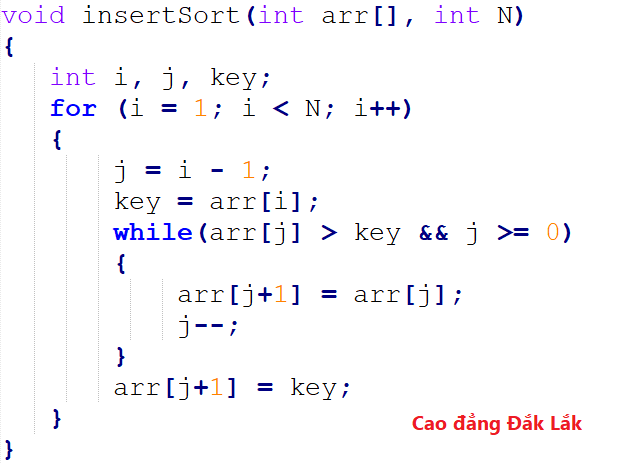 void insertSort(int arr[], int N)
{
int i, j, key;
for (i = 1; i < N; i++)
{
j = i - 1;
key = arr[i];
while(arr[j] > key && j >= 0)
{
arr[j+1] = arr[j];
j--;
}
arr[j+1] = key;
}
Cao đẳng Đắk Lắk
}